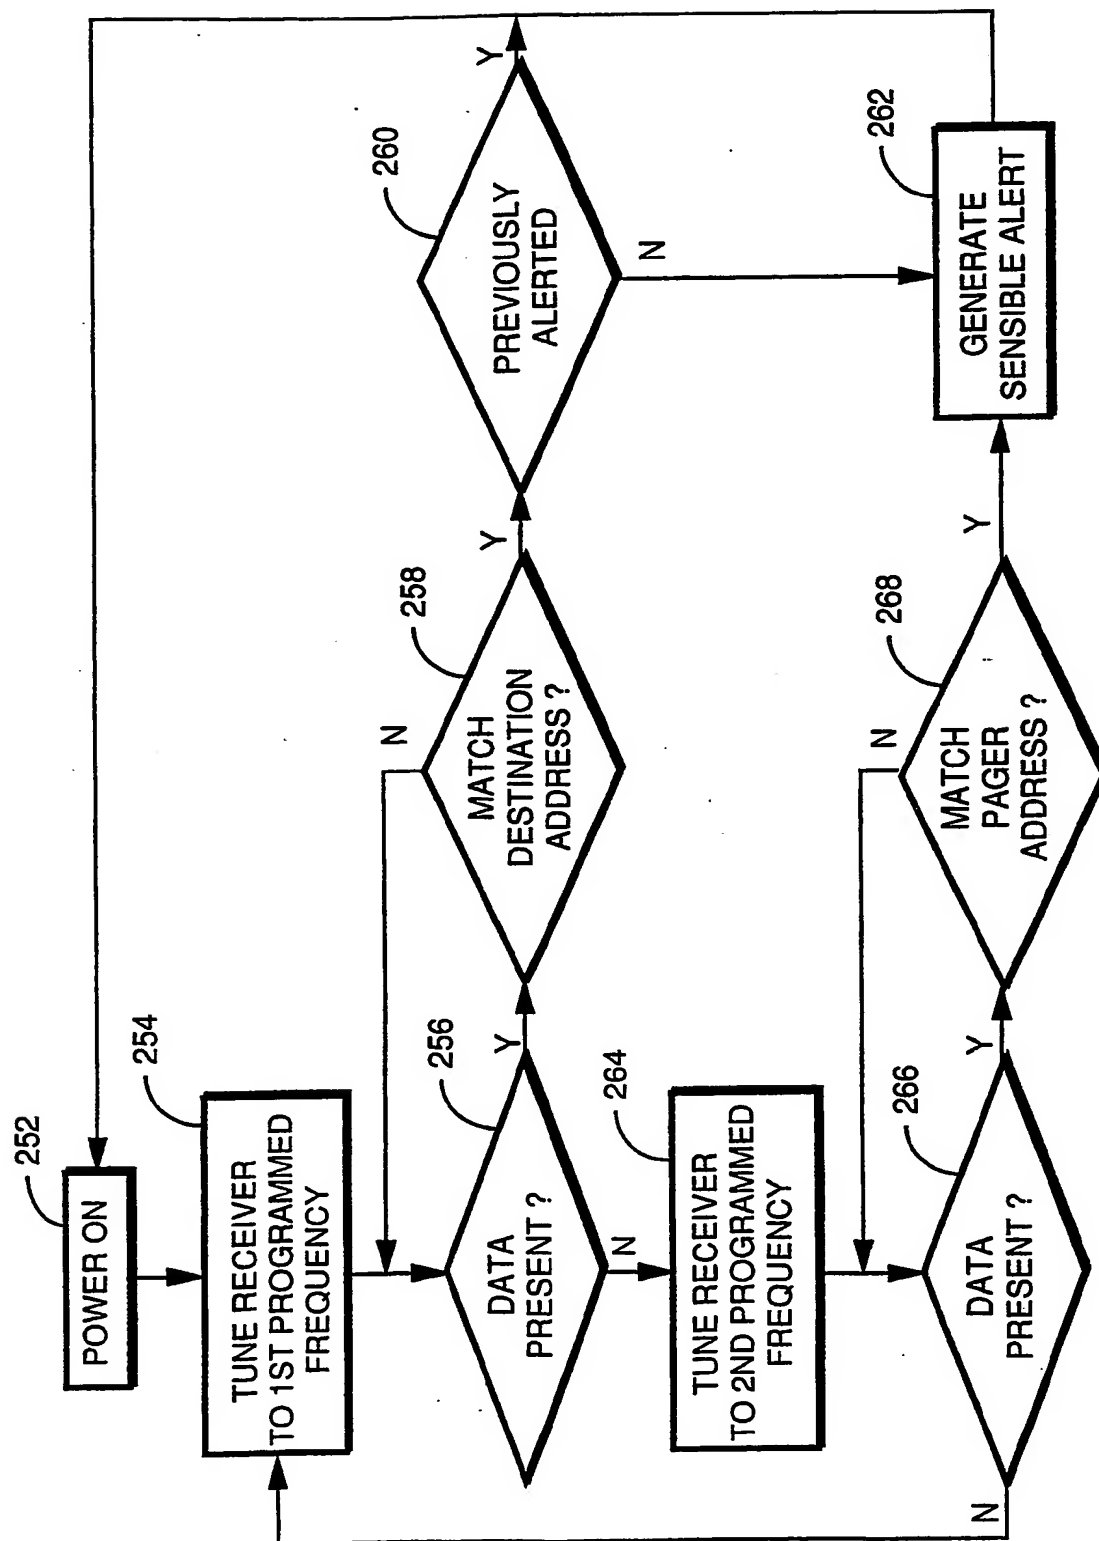 252
POWER ON
254
TUNE RECEIVER
TO 1ST PROGRAMMED
FREQUENCY
256
DATA
PRESENT ?
Y
N
258
MATCH
DESTINATION
ADDRESS ?
N
Y
260
PREVIOUSLY
ALERTED
Y
N
262
GENERATE
SENSIBLE ALERT
264
TUNE RECEIVER
TO 2ND PROGRAMMED
FREQUENCY
266
DATA
PRESENT ?
Y
N
268
MATCH
PAGER
ADDRESS ?
N
Y